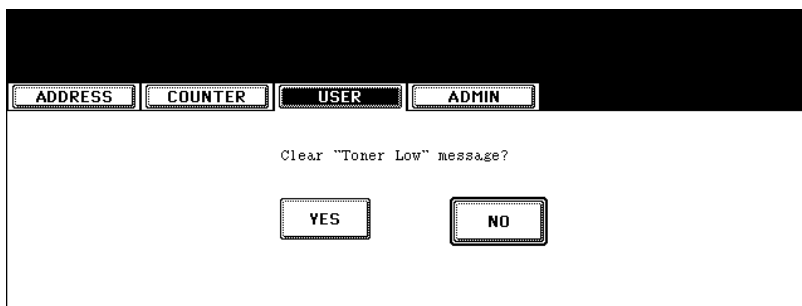 ADDRESS COUNTER USER ADMIN
Clear "Toner Low" message?
YES NO